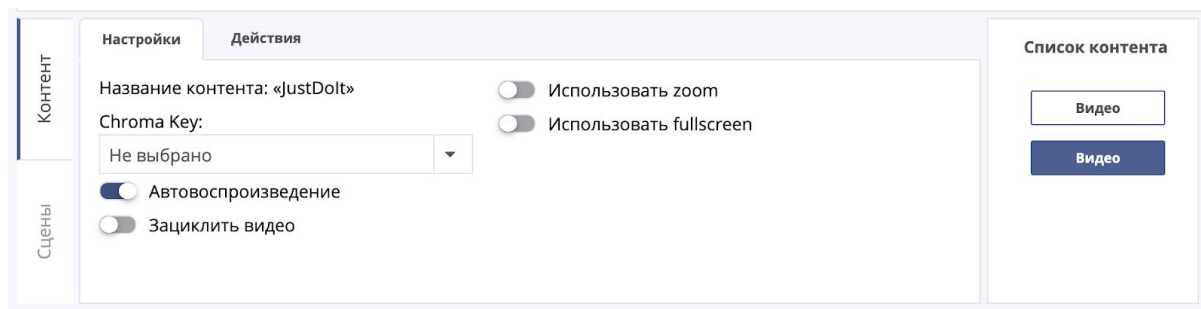 Контент
Сцены
Настройки
Действия
Название контента: «JustDoIt»
Chroma Key:
Не выбрано
Автовоспроизведение
Зациклить видео
Использовать zoom
Использовать fullscreen
Список контента
Видео
Видео